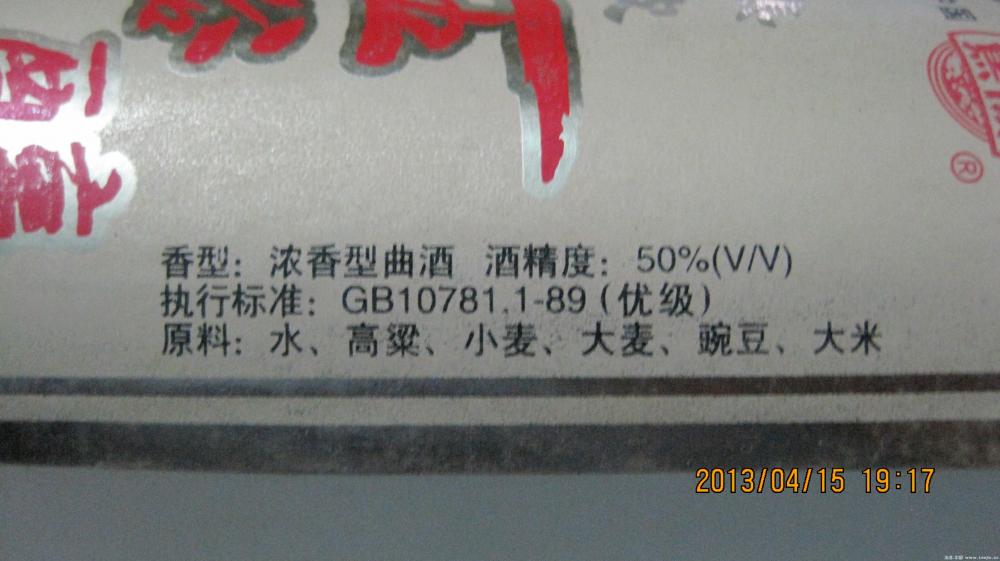 香型：浓香型曲酒 酒精度：50%(V/V)
执行标准：GB10781.1-89（优级）
原料：水、高粱、小麦、大麦、豌豆、大米
®
2013/04/15 19:17